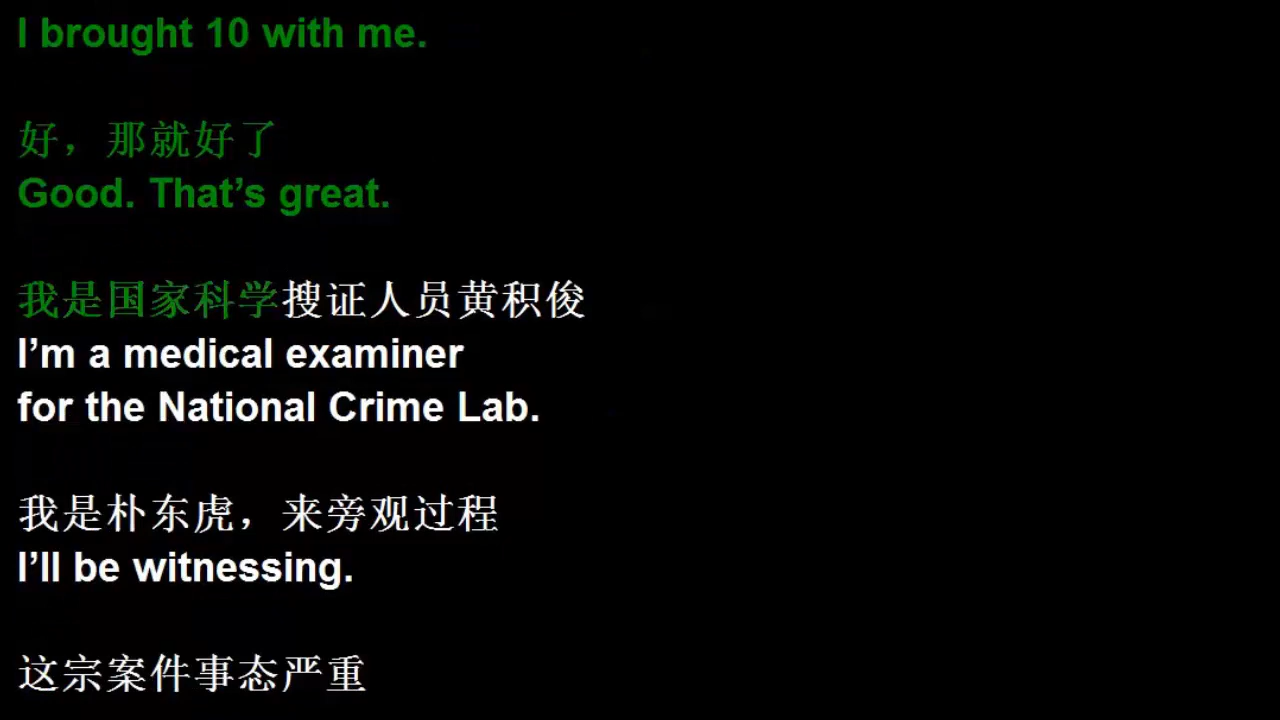 I brought 10 with me.
好，那就好了
Good. That’s great.
我是国家科学搜证人员黄积俊
I’m a medical examiner
for the National Crime Lab.
我是朴东虎，来旁观过程
I’ll be witnessing.
这宗案件事态严重